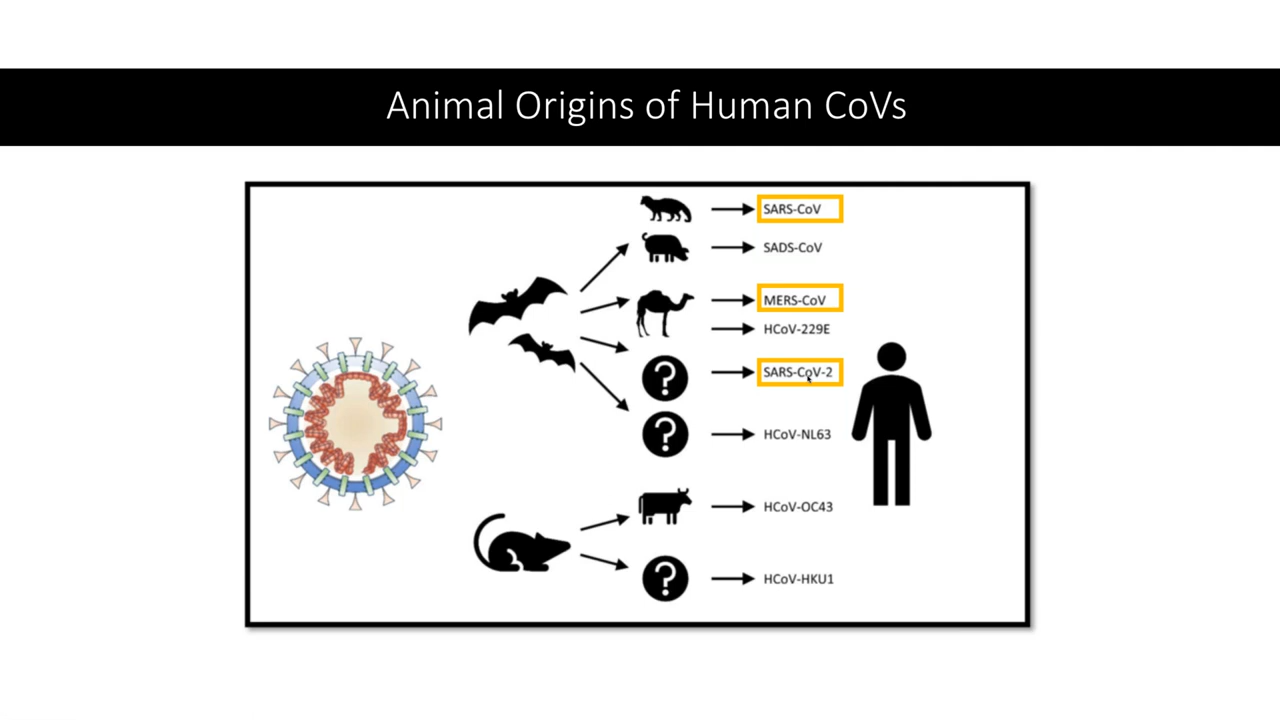 Animal Origins of Human CoVs
SARS-CoV
SADS-CoV
MERS-CoV
HCoV-229E
?
SARS-CoV-2
?
HCoV-NL63
HCoV-OC43
?
HCoV-HKU1